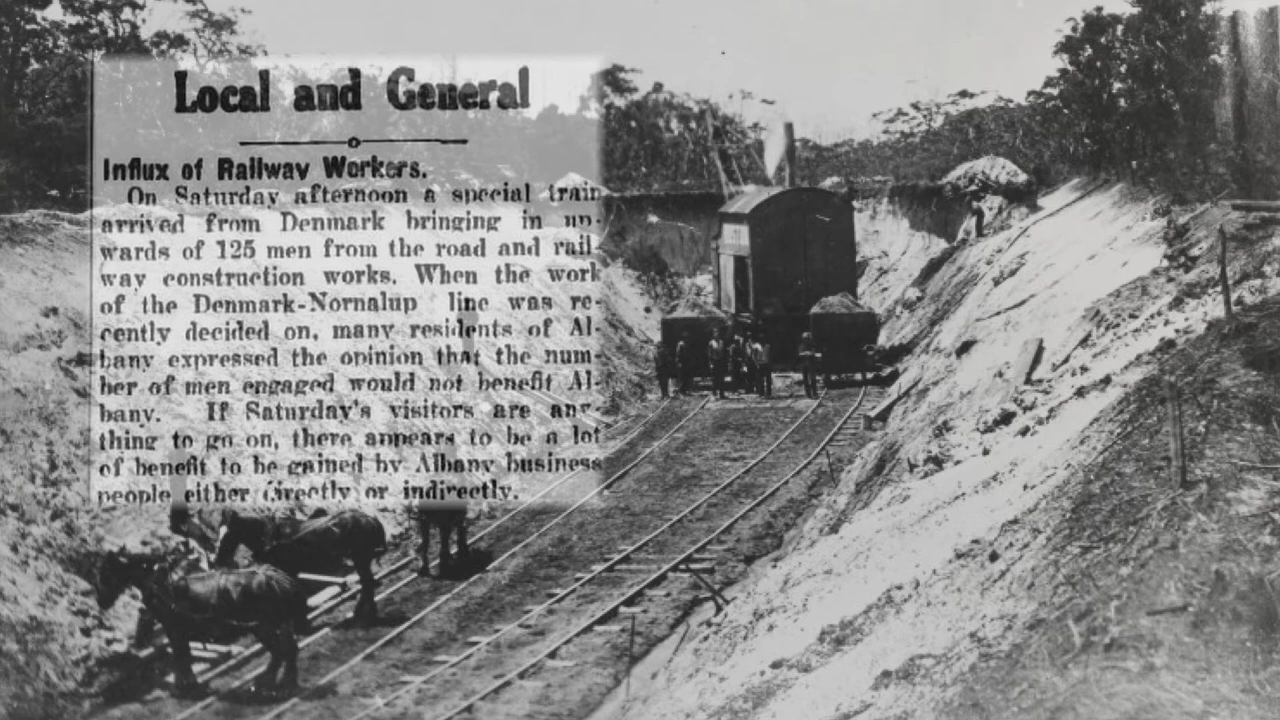 Local and General
Influx of Railway Workers.
On Saturday afternoon a special train
arrived from Denmark bringing in up-
wards of 125 men from the road and rail
way construction works. When the work
of the Denmark-Nornalup line was re-
cently decided on, many residents of Al-
bany expressed the opinion that the num-
ber of men engaged would not benefit Al-
bany. If Saturday's visitors are any-
thing to go on, there appears to be a lot
of benefit to be gained by Albany business
people either directly or indirectly.